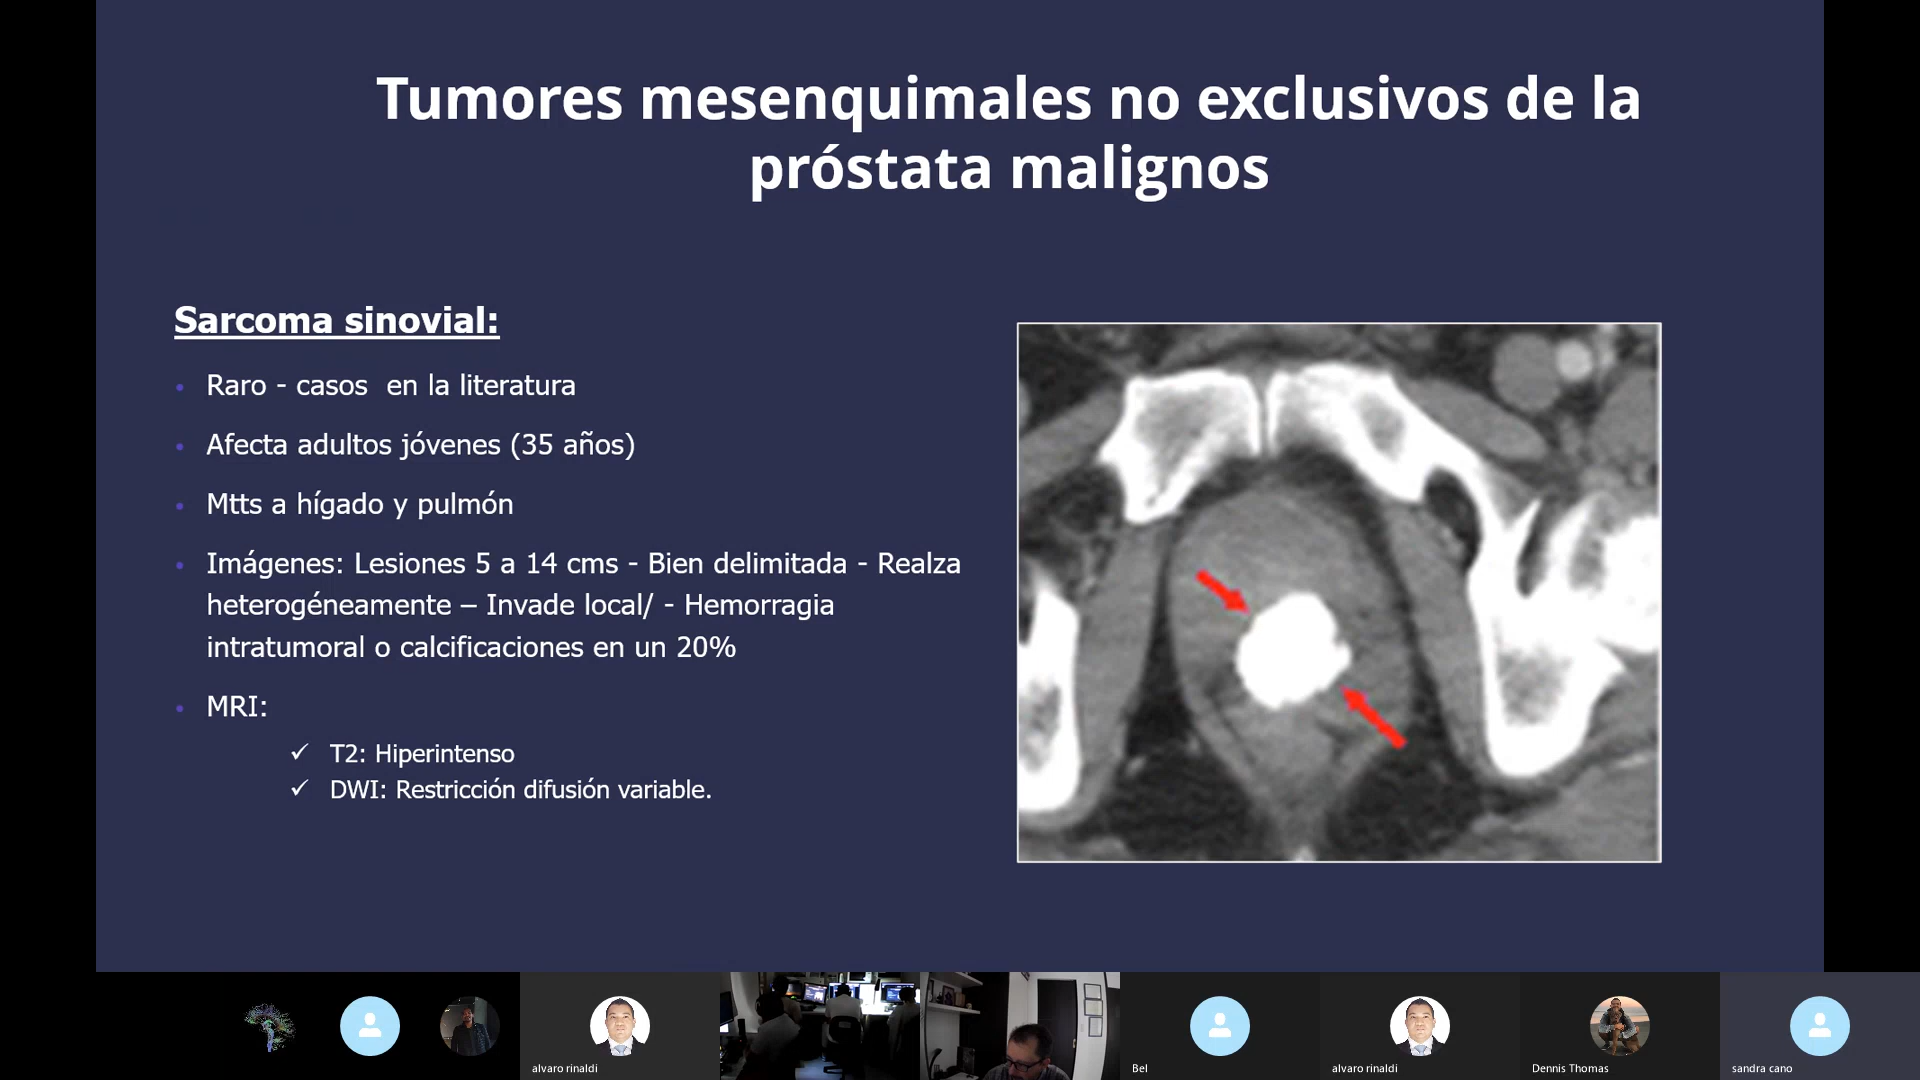 Tumores mesenquimales no exclusivos de la
próstata malignos
Sarcoma sinovial:
Raro - casos en la literatura
Afecta adultos jóvenes (35 años)
Mtts a hígado y pulmón
Imágenes: Lesiones 5 a 14 cms - Bien delimitada - Realza
heterogéneamente – Invade local/ - Hemorragia
intratumoral o calcificaciones en un 20%
MRI:
✓ T2: Hiperintenso
✓ DWI: Restricción difusión variable.
alvaro rinaldi
Bel
alvaro rinaldi
Dennis Thomas
sandra cano